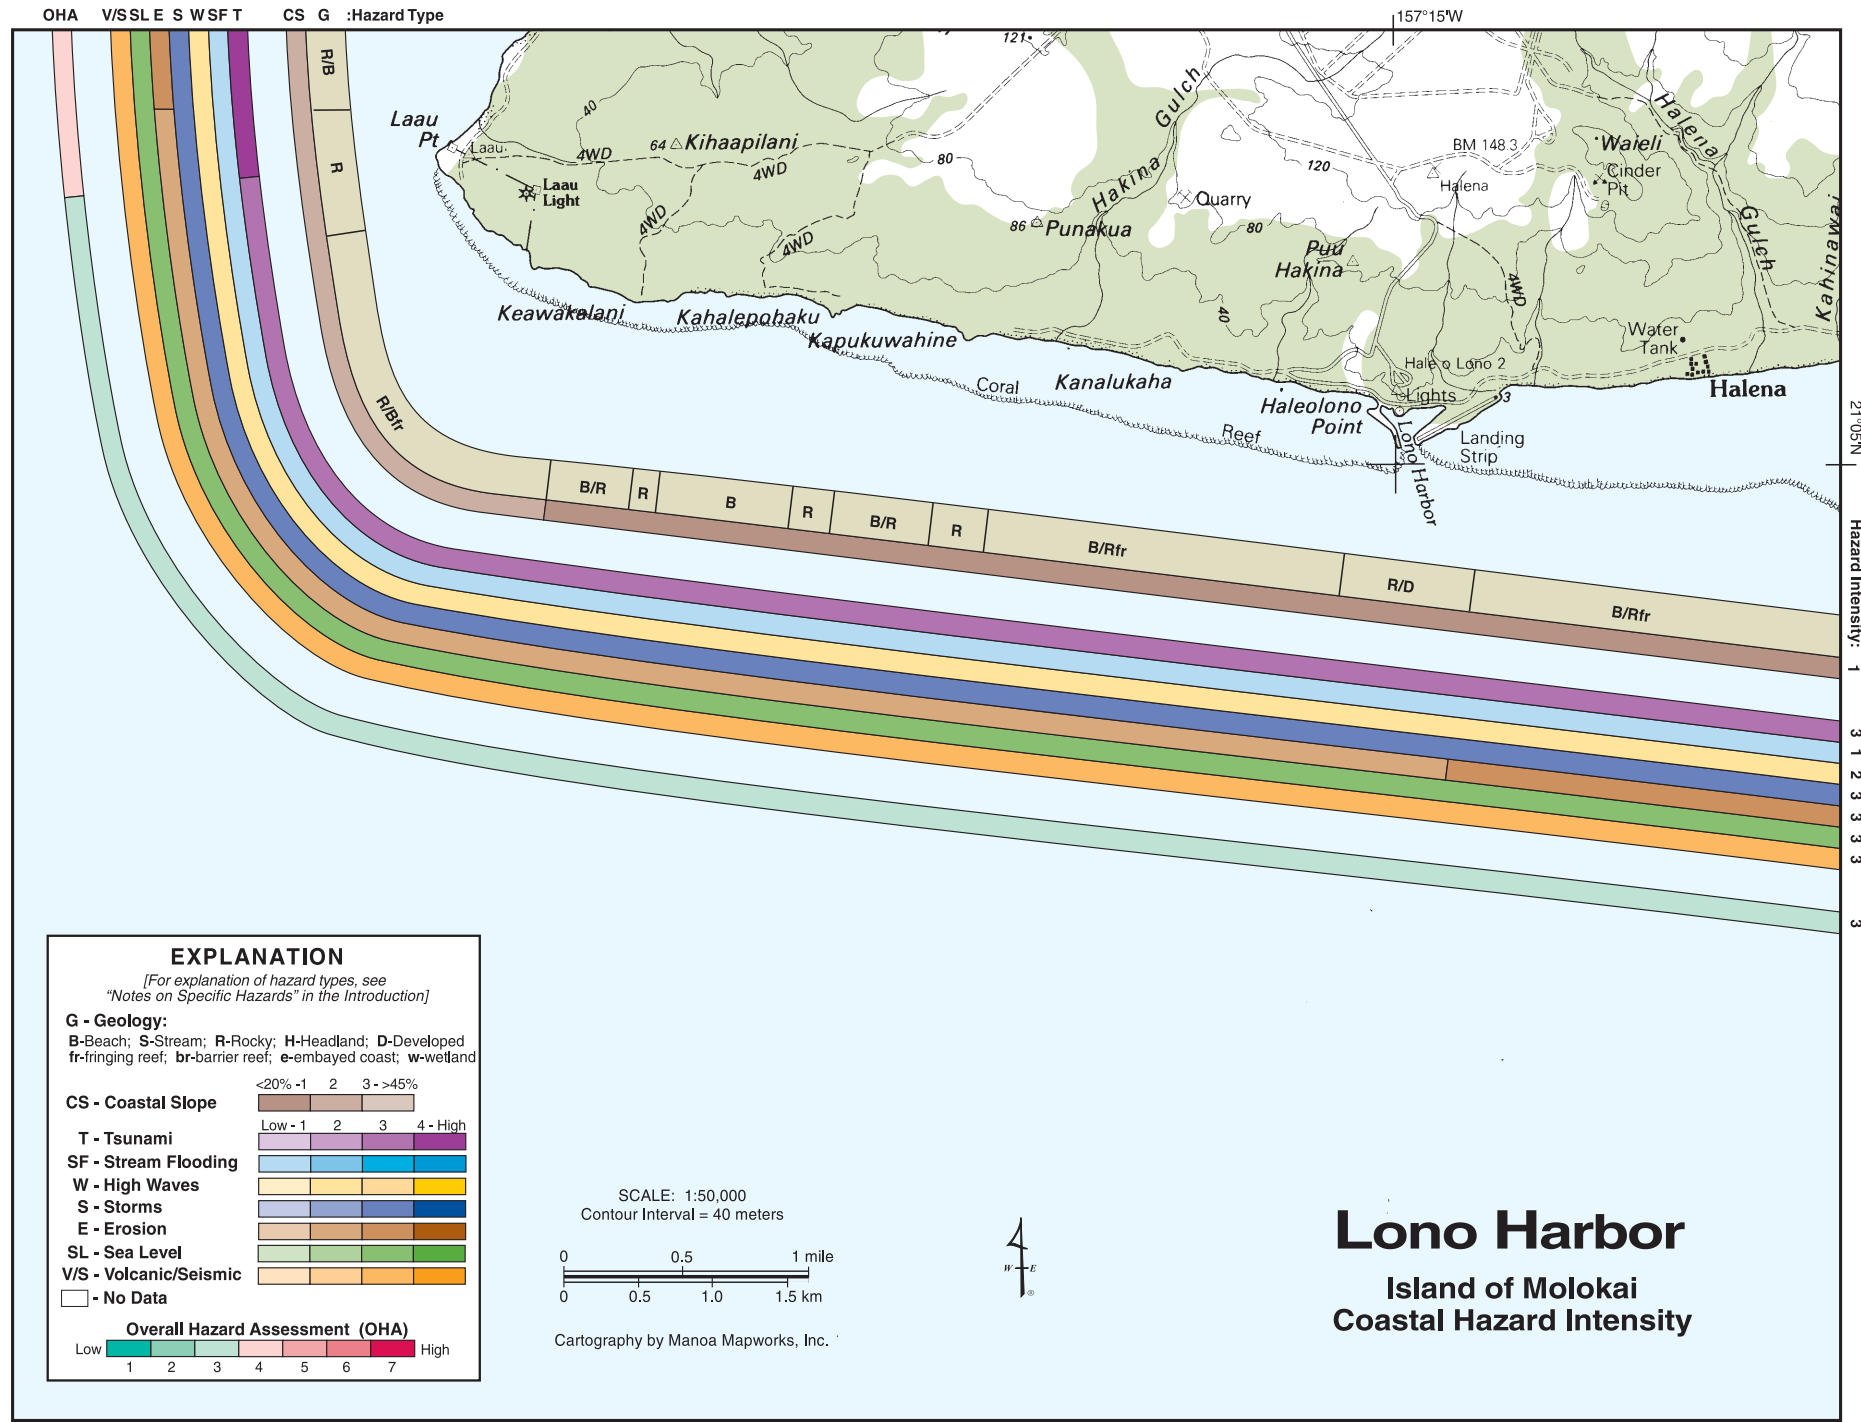 OHA V/S SL E S W SF T CS G :Hazard Type
157°15'W
R/B
R
R/Bfr
B/R
R
B
R
B/R
R
B/Rfr
R/D
B/Rfr
121
Laau
Pt
Laau
Laau
Light
40
64
Kihaapilani
4WD
4WD
4WD
4WD
80
86
Punakua
Hakina
Gulch
Quarry
80
120
BM 148.3
Halena
Puu
Hakina
40
4WD
Waieli
Cinder
Pit
Halena
Gulch
Kahinawai
Water
Tank
Halena
Hale o Lono 2
Lights
3
Landing
Strip
Lono Harbor
Haleolono
Point
Keawakalani
Kahalepohaku
Kapukuwahine
Kanalukaha
Coral
Reef
21°05'N
Hazard Intensity:
1
3
1
2
3
3
3
3
3
EXPLANATION
[For explanation of hazard types, see
“Notes on Specific Hazards” in the Introduction]
G - Geology:
B-Beach; S-Stream; R-Rocky; H-Headland; D-Developed
fr-fringing reef; br-barrier reef; e-embayed coast; w-wetland
<20% -1 2 3 - >45%
CS - Coastal Slope
Low - 1 2 3 4 - High
T - Tsunami
SF - Stream Flooding
W - High Waves
S - Storms
E - Erosion
SL - Sea Level
V/S - Volcanic/Seismic
- No Data
Overall Hazard Assessment (OHA)
Low High
1 2 3 4 5 6 7
SCALE: 1:50,000
Contour Interval = 40 meters
0 0.5 1 mile
0 0.5 1.0 1.5 km
Cartography by Manoa Mapworks, Inc.
W E
®
Lono Harbor
Island of Molokai
Coastal Hazard Intensity